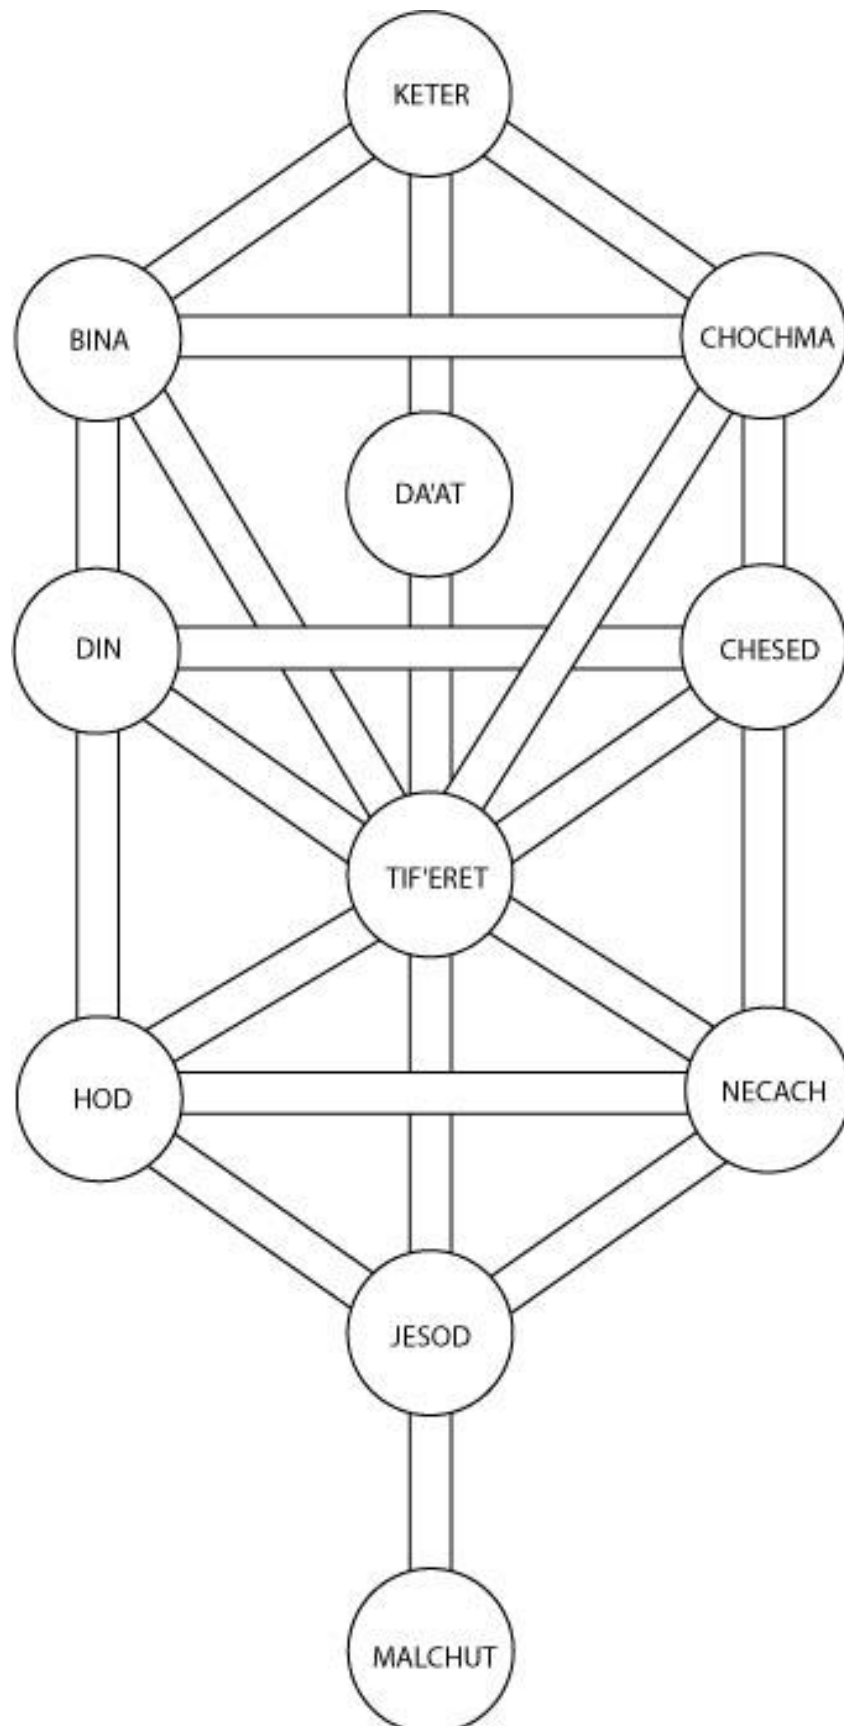 KETER
BINA
CHOCHMA
DA'AT
DIN
CHESED
TIF'ERET
HOD
NECACH
JESOD
MALCHUT